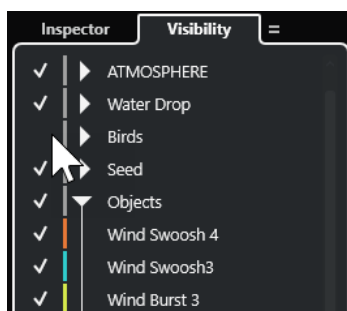 Inspector Visibility
ATMOSPHERE
Water Drop
Birds
Seed
Objects
Wind Swoosh 4
Wind Swoosh3
Wind Burst 3